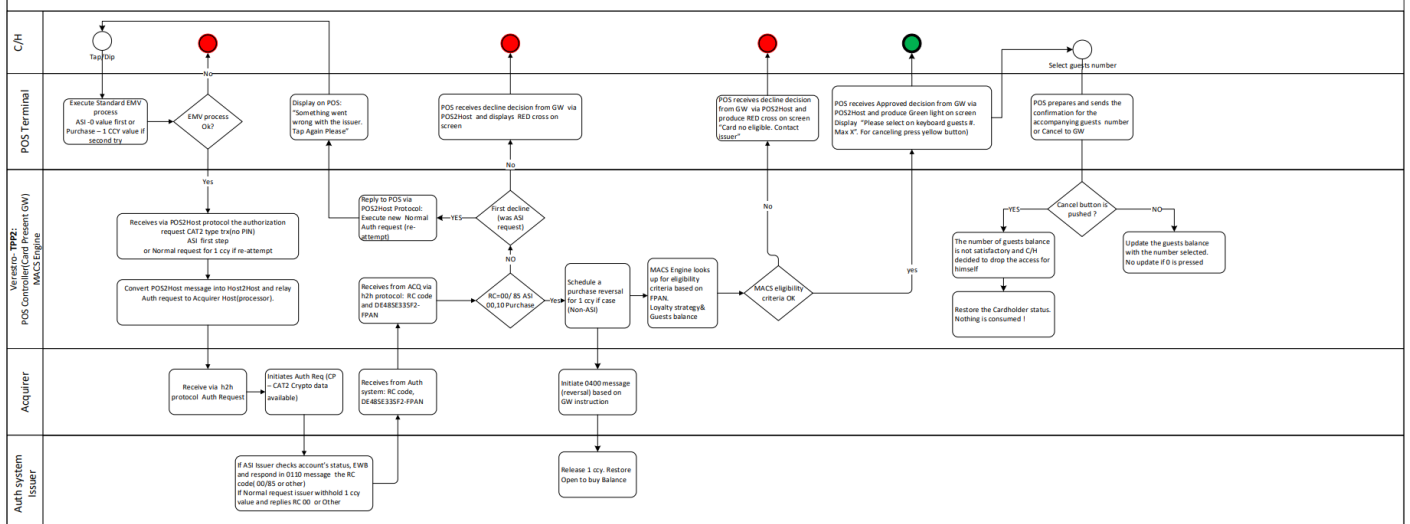 C/H
Tap/Dip
Select guests number
POS Terminal
Execute Standard EMV
process
ASI -0 value first or
Purchase – 1 CCY value if
second try
EMV process
Ok?
No
Display on POS:
"Something went
wrong with the issuer.
Tap Again Please"
POS receives decline decision from GW via
POS2Host and displays RED cross on
screen
POS receives decline decision
from GW via POS2Host and
produce RED cross on screen
"Card no eligible. Contact
issuer"
POS receives Approved decision from GW via
POS2Host and produce Green light on screen
Display "Please select on keyboard guests #.
Max X". For canceling press yellow button)
POS prepares and sends the
confirmation for the
accompanying guests number
or Cancel to GW
Verestro- TPP2:
POS Controller(Card Present GW)
MACS Engine
Yes
Receives via POS2Host protocol the authorization
request CAT2 type trx(no PIN)
ASI first step
or Normal request for 1 ccy if re-attempt
Convert POS2Host message into Host2Host and relay
Auth request to Acquirer Host(processor).
Reply to POS via
POS2Host Protocol:
Execute new Normal
Auth request (re-
attempt)
YES
First decline
(was ASI
request)
No
NO
Receives from ACQ via
h2h protocol: RC code
and DE48SE33SF2-
FPAN
RC=00/ 85 ASI
00,10 Purchase
Yes
Schedule a
purchase reversal
for 1 ccy if case
(Non-ASI)
MACS Engine looks
up for eligibility
criteria based on
FPAN.
Loyalty strategy&
Guests balance
MACS eligibility
criteria OK
No
yes
Cancel button is
pushed ?
YES
NO
The number of guests balance
is not satisfactory and C/H
decided to drop the access for
himself
Update the guests balance
with the number selected.
No update if 0 is pressed
Restore the Cardholder status.
Nothing is consumed !
Acquirer
Receive via h2h
protocol Auth Request
Initiates Auth Req (CP
– CAT2 Crypto data
available)
Receives from Auth
system: RC code,
DE48SE33SF2-FPAN
Initiate 0400 message
(reversal) based on
GW instruction
Auth system
Issuer
If ASI Issuer checks account's status, EWB
and respond in 0110 message the RC
code( 00/85 or other)
If Normal request issuer withhold 1 ccy
value and replies RC 00 or Other
Release 1 ccy. Restore
Open to buy Balance